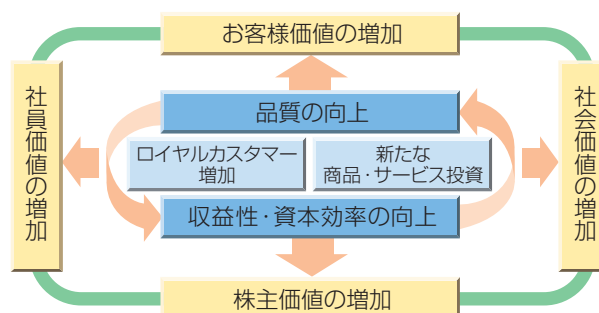 お客様価値の増加
社員価値の増加
品質の向上
ロイヤルカスタマー
増加
新たな
商品・サービス投資
収益性・資本効率の向上
社会価値の増加
株主価値の増加